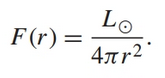 F(r) = L⊙ / 4πr².